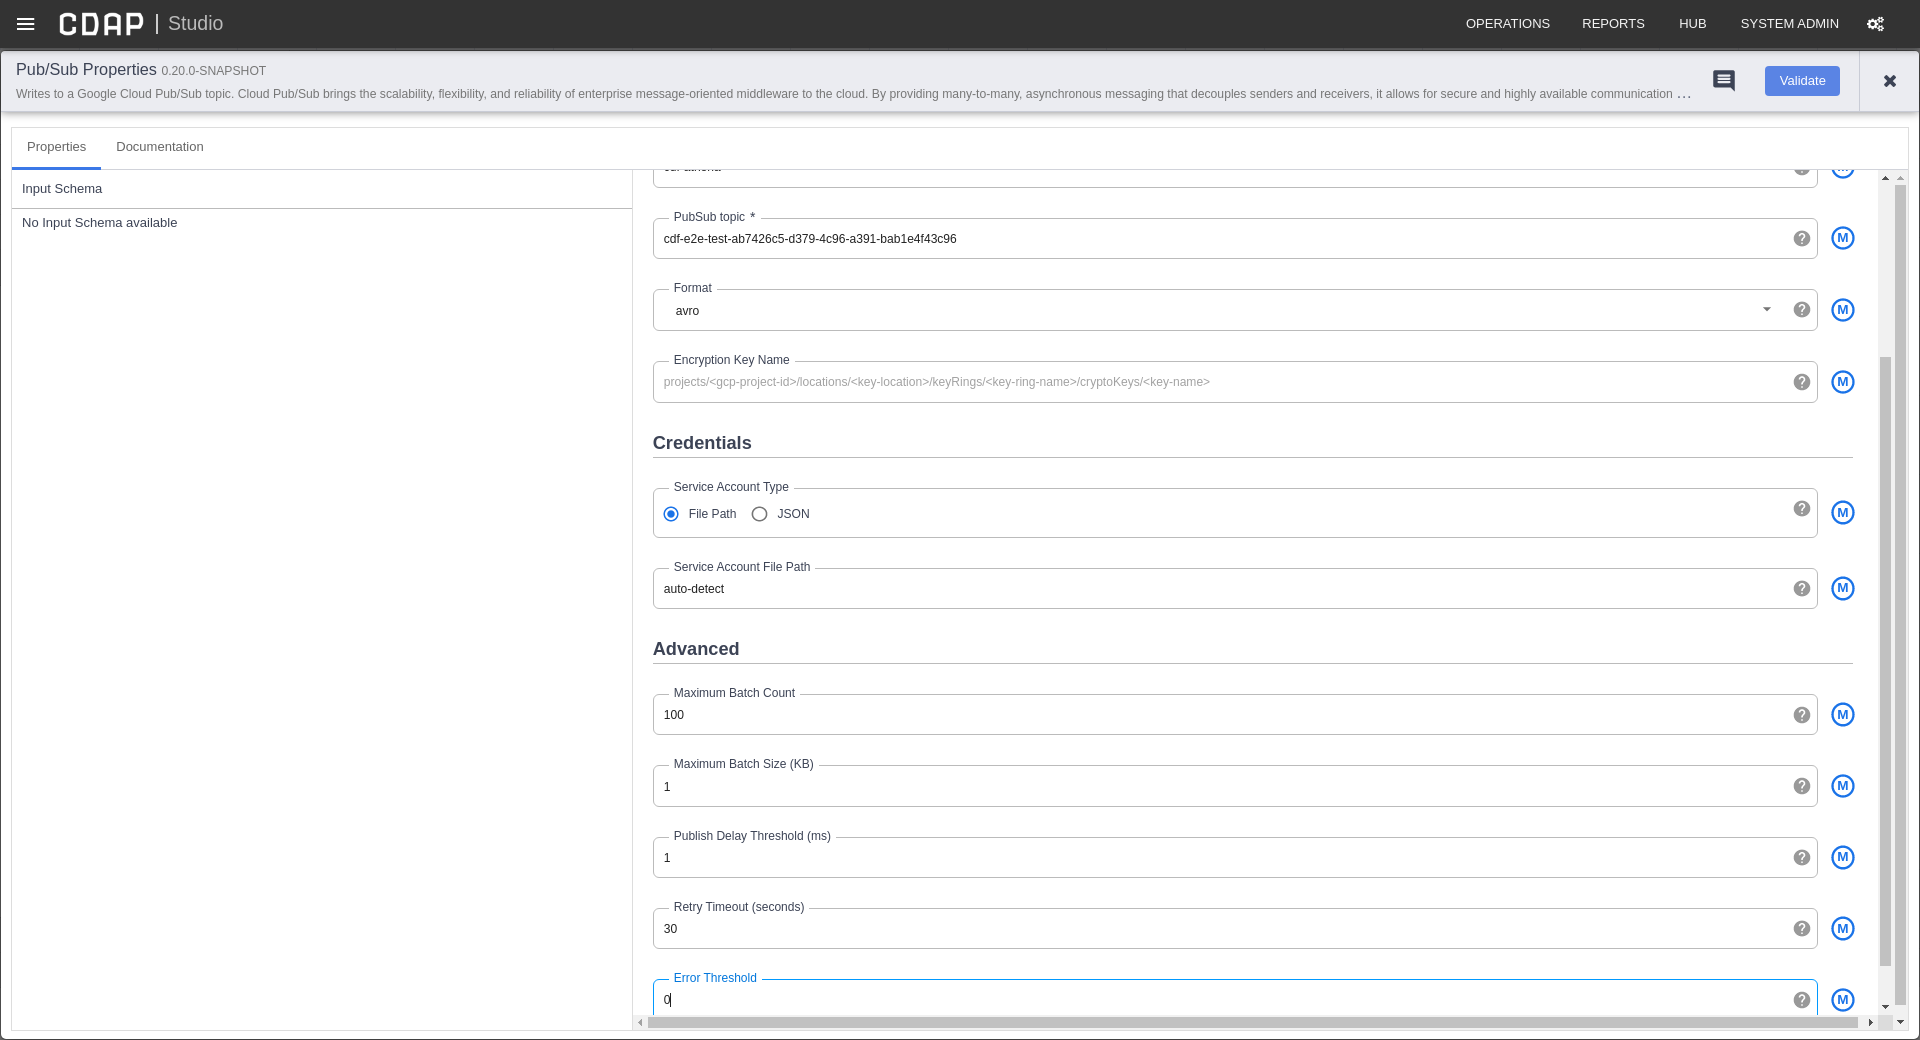 CDAP | Studio
OPERATIONS REPORTS HUB SYSTEM ADMIN
Pub/Sub Properties 0.20.0-SNAPSHOT
Writes to a Google Cloud Pub/Sub topic. Cloud Pub/Sub brings the scalability, flexibility, and reliability of enterprise message-oriented middleware to the cloud. By providing many-to-many, asynchronous messaging that decouples senders and receivers, it allows for secure and highly available communication ...
Validate
Properties Documentation
Input Schema
No Input Schema available
PubSub topic *
cdf-e2e-test-ab7426c5-d379-4c96-a391-bab1e4f43c96
M
Format
avro
M
Encryption Key Name
projects/<gcp-project-id>/locations/<key-location>/keyRings/<key-ring-name>/cryptoKeys/<key-name>
M
Credentials
Service Account Type
File Path JSON
M
Service Account File Path
auto-detect
M
Advanced
Maximum Batch Count
100
M
Maximum Batch Size (KB)
1
M
Publish Delay Threshold (ms)
1
M
Retry Timeout (seconds)
30
M
Error Threshold
0
M